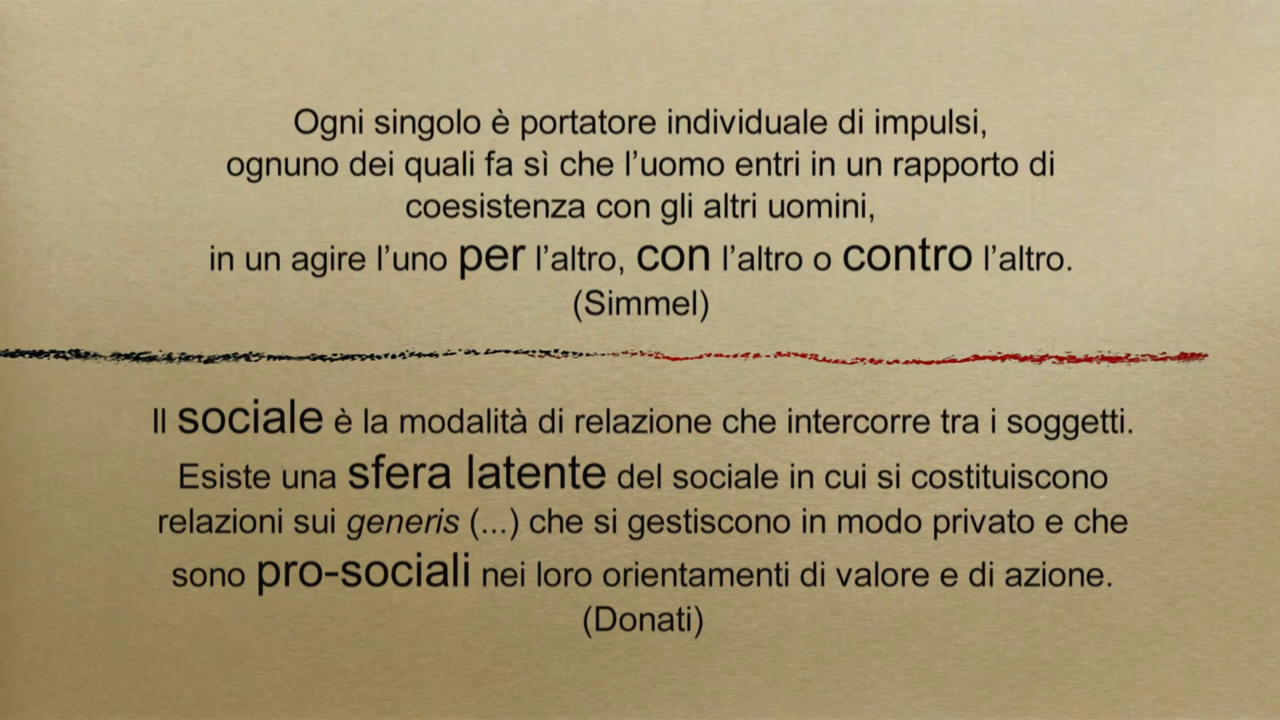 Ogni singolo è portatore individuale di impulsi,
ognuno dei quali fa sì che l’uomo entri in un rapporto di
coesistenza con gli altri uomini,
in un agire l’uno per l’altro, con l’altro o contro l’altro.
(Simmel)
Il sociale è la modalità di relazione che intercorre tra i soggetti.
Esiste una sfera latente del sociale in cui si costituiscono
relazioni sui generis (...) che si gestiscono in modo privato e che
sono pro-sociali nei loro orientamenti di valore e di azione.
(Donati)